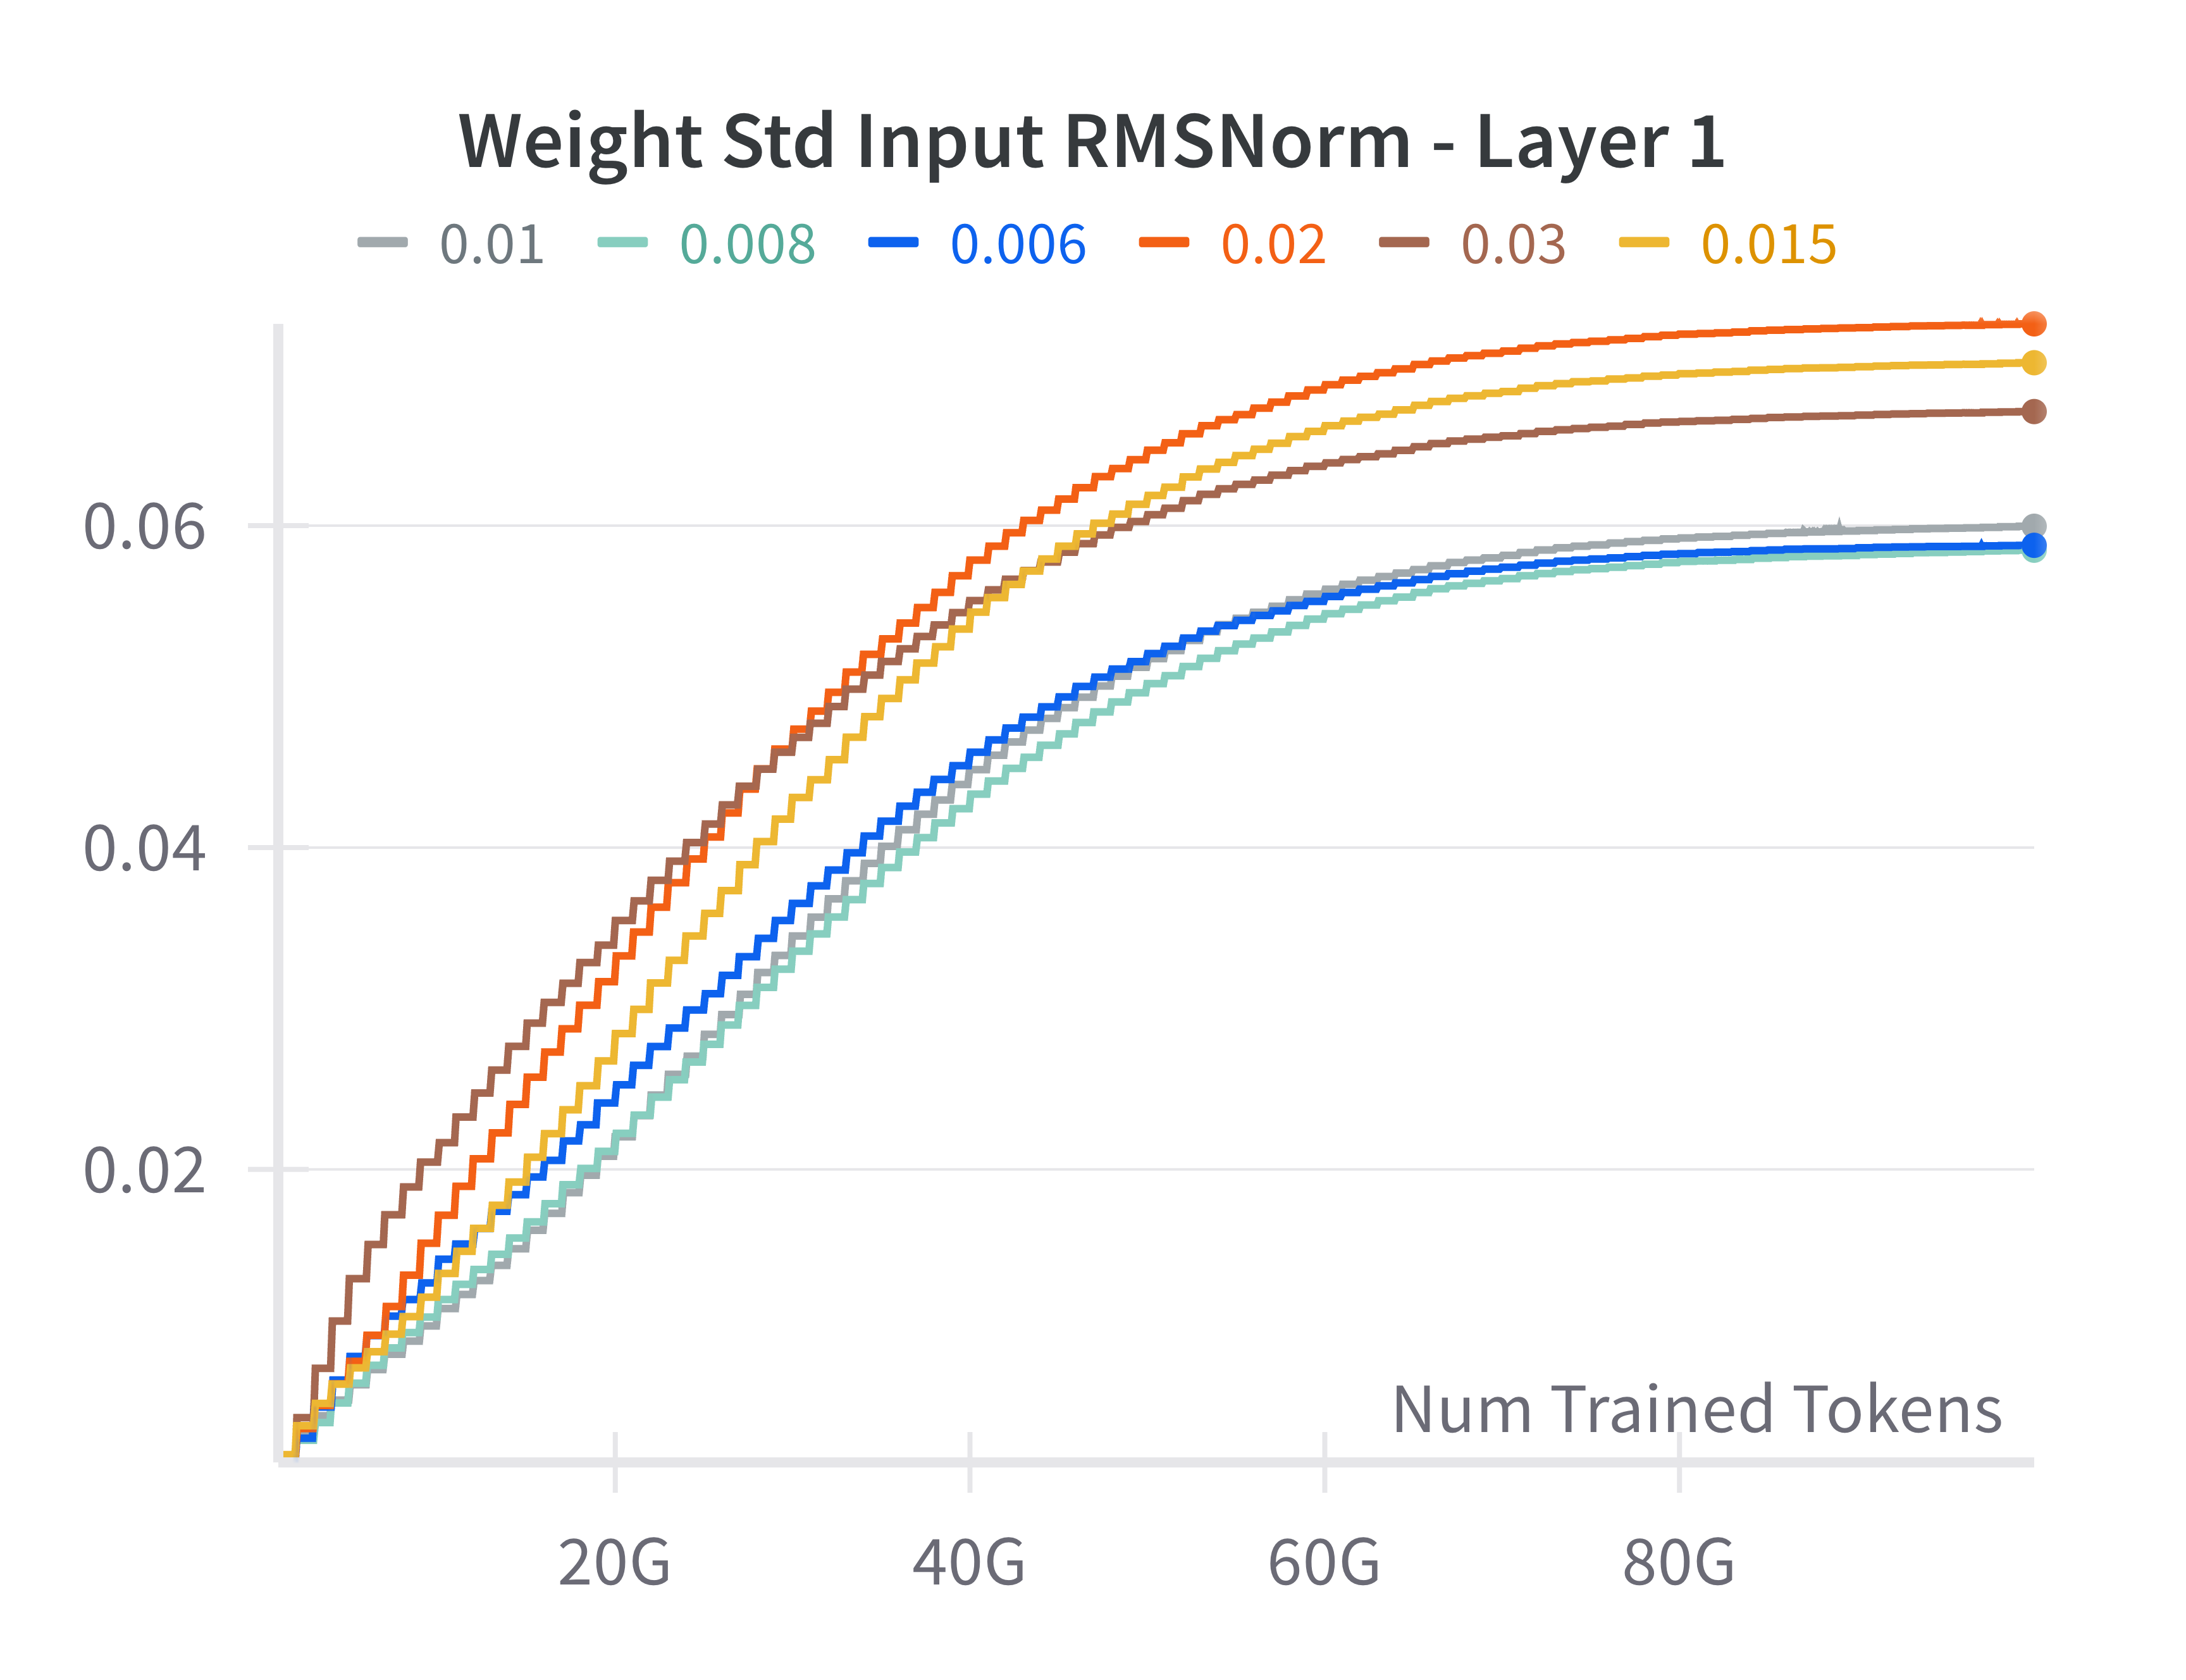 Weight Std Input RMSNorm - Layer 1
0.01 0.008 0.006 0.02 0.03 0.015
0.06
0.04
0.02
Num Trained Tokens
20G 40G 60G 80G